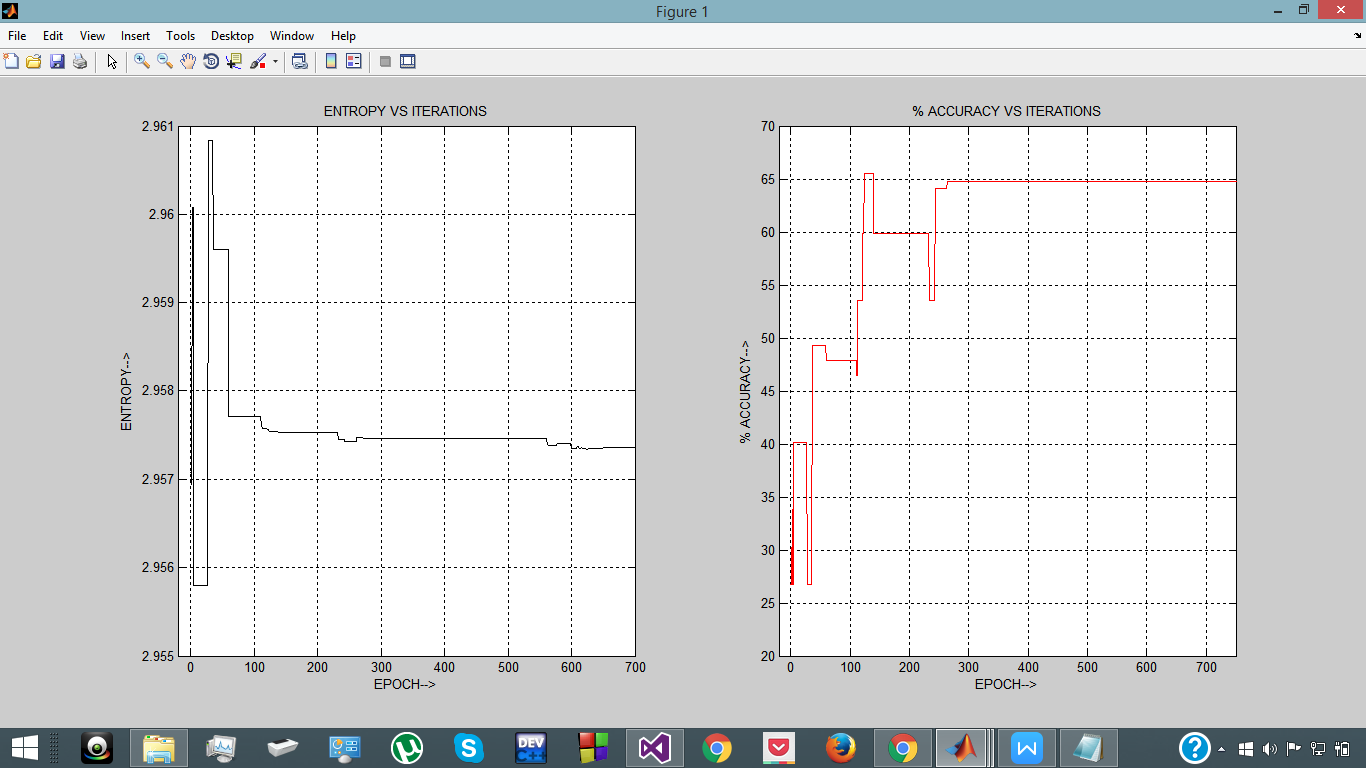 Figure 1
File Edit View Insert Tools Desktop Window Help
ENTROPY VS ITERATIONS
2.961
2.96
2.959
2.958
2.957
2.956
2.955
ENTROPY-->
0 100 200 300 400 500 600 700
EPOCH-->
% ACCURACY VS ITERATIONS
70
65
60
55
50
45
40
35
30
25
20
% ACCURACY-->
0 100 200 300 400 500 600 700
EPOCH-->
DEV
C++